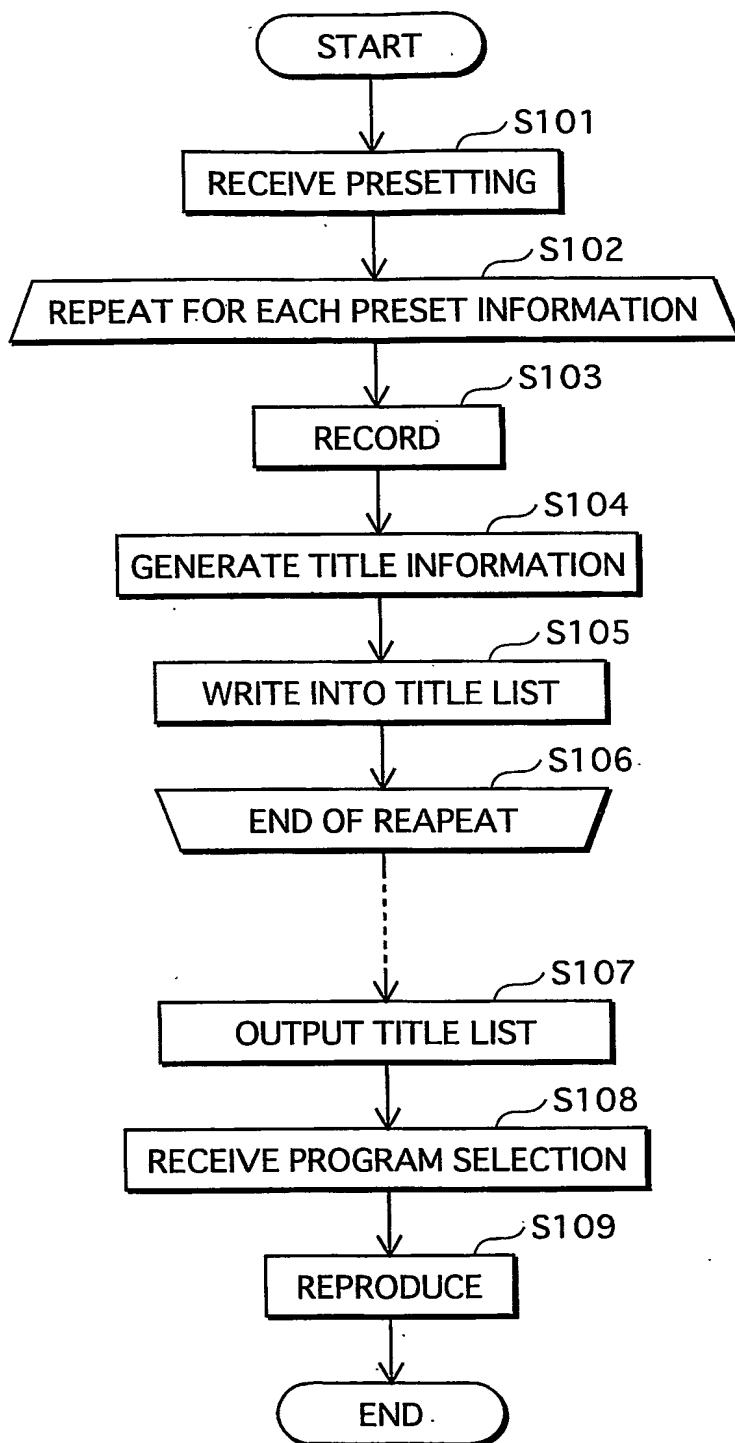 START
S101
RECEIVE PRESETTING
S102
REPEAT FOR EACH PRESET INFORMATION
S103
RECORD
S104
GENERATE TITLE INFORMATION
S105
WRITE INTO TITLE LIST
S106
END OF REAPEAT
S107
OUTPUT TITLE LIST
S108
RECEIVE PROGRAM SELECTION
S109
REPRODUCE
END